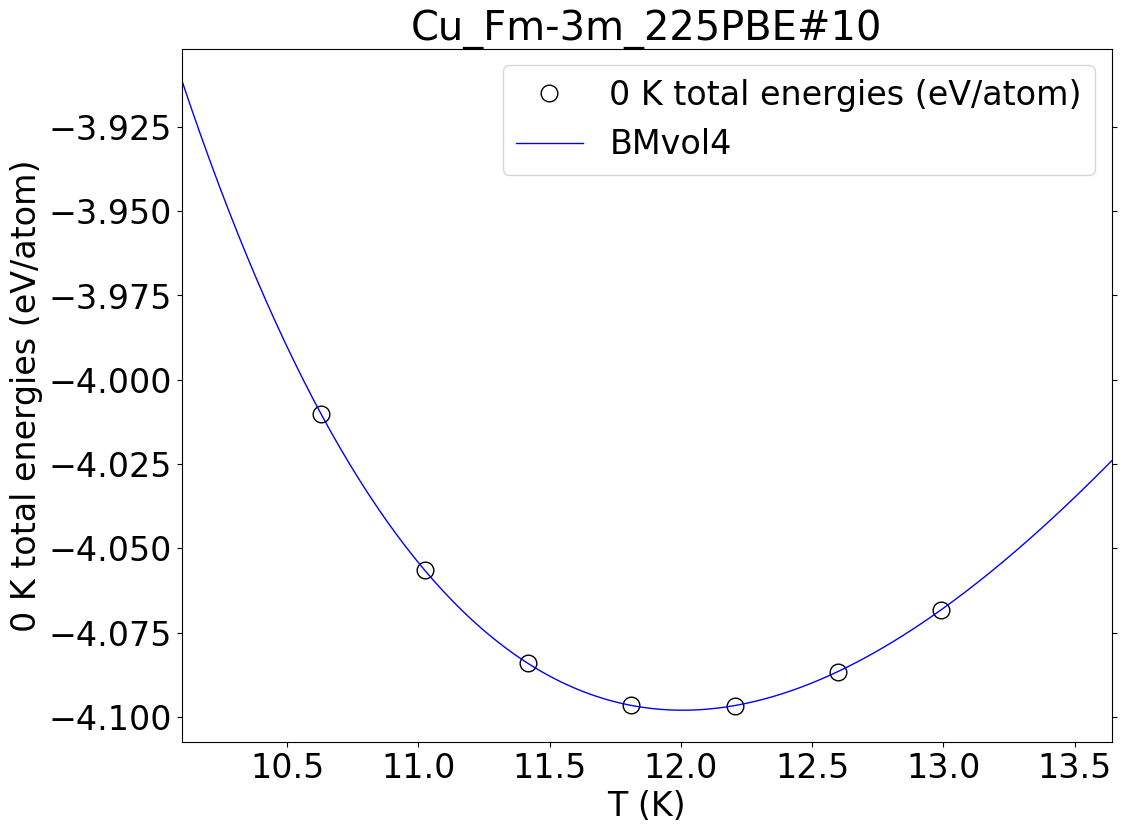 Cu_Fm-3m_225PBE#10
0 K total energies (eV/atom)
BMvol4
0 K total energies (eV/atom)
−3.925
−3.950
−3.975
−4.000
−4.025
−4.050
−4.075
−4.100
10.5 11.0 11.5 12.0 12.5 13.0 13.5
T (K)